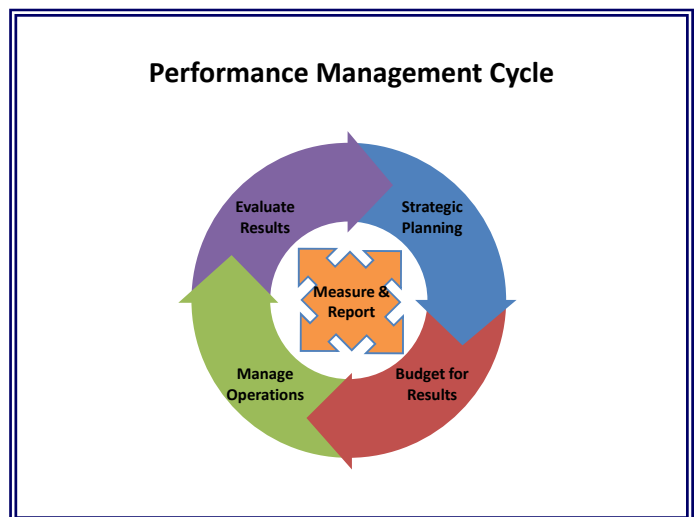 Performance Management Cycle
Evaluate
Results
Strategic
Planning
Measure &
Report
Manage
Operations
Budget for
Results